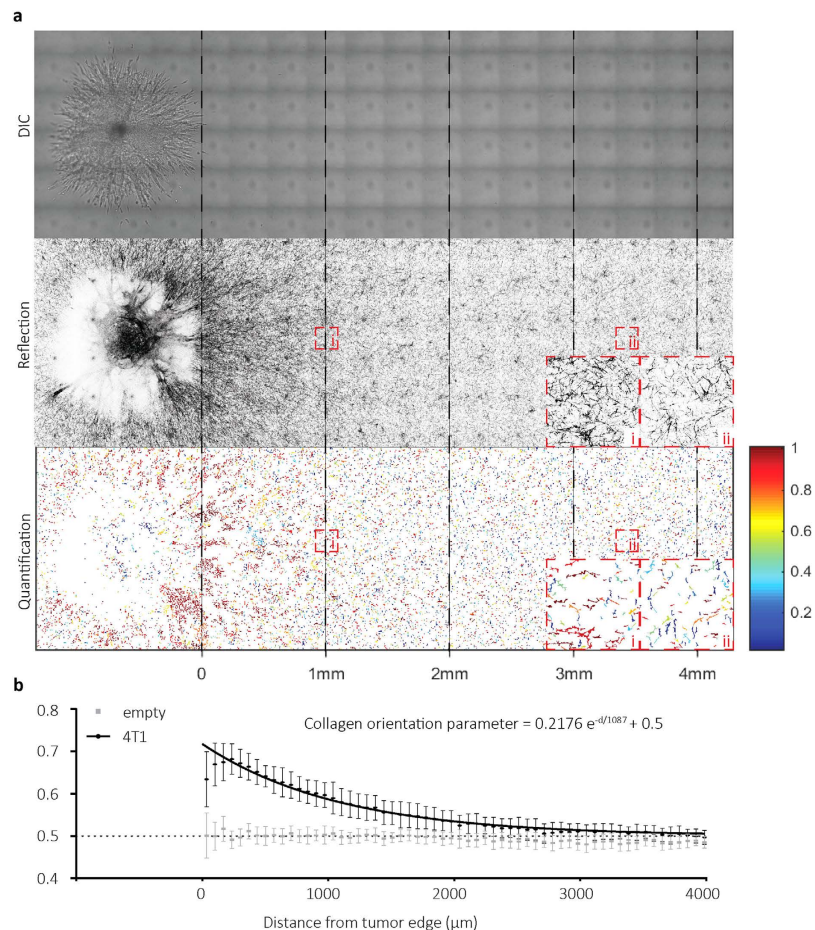 a
DIC
Reflection
i
ii
i
ii
Quantification
i
ii
i
ii
1
0.8
0.6
0.4
0.2
0
1mm
2mm
3mm
4mm
b
0.8
0.7
0.6
0.5
0.4
empty
4T1
Collagen orientation parameter = 0.2176 e^-d/1087 + 0.5
0
1000
2000
3000
4000
Distance from tumor edge (µm)